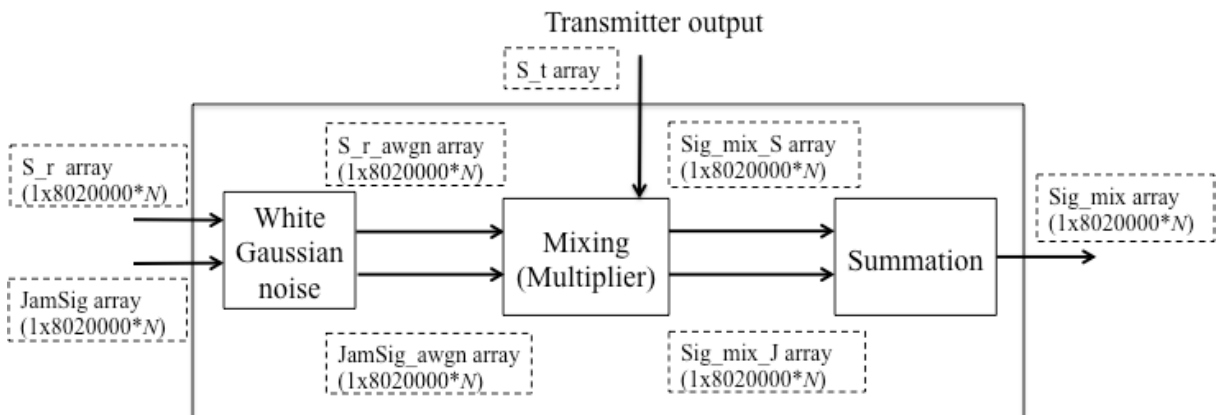 Transmitter output
S_t array
S_r array
(1x8020000*N)
S_r_awgn array
(1x8020000*N)
Sig_mix_S array
(1x8020000*N)
Sig_mix array
(1x8020000*N)
White
Gaussian
noise
Mixing
(Multiplier)
Summation
JamSig array
(1x8020000*N)
JamSig_awgn array
(1x8020000*N)
Sig_mix_J array
(1x8020000*N)